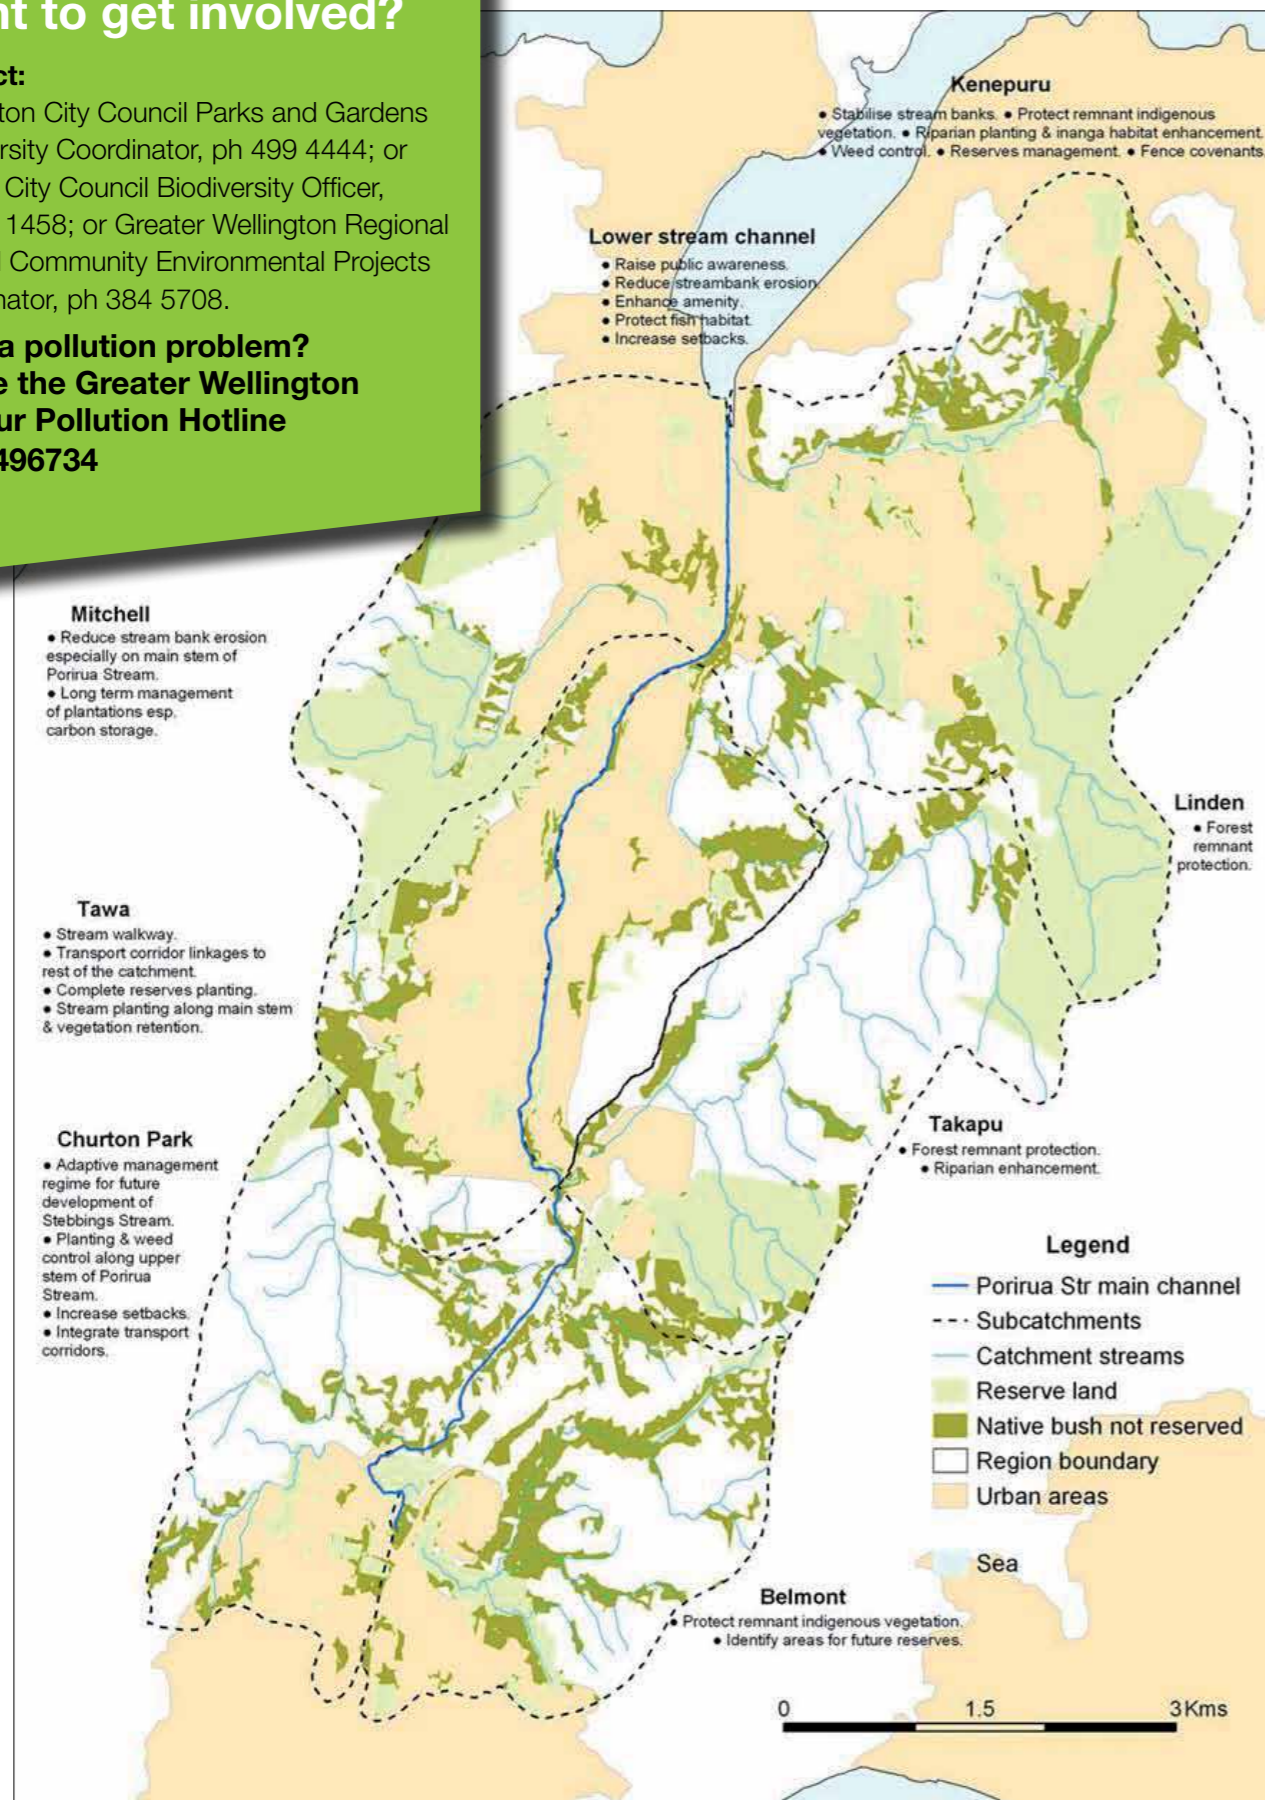 nt to get involved?
ct:
ton City Council Parks and Gardens
ersity Coordinator, ph 499 4444; or
City Council Biodiversity Officer,
1458; or Greater Wellington Regional
l Community Environmental Projects
nator, ph 384 5708.
a pollution problem?
e the Greater Wellington
ur Pollution Hotline
496734
Kenepuru
● Stabilise stream banks. ● Protect remnant indigenous
vegetation. ● Riparian planting & inanga habitat enhancement.
● Weed control. ● Reserves management. ● Fence covenants.
Lower stream channel
● Raise public awareness.
● Reduce streambank erosion.
● Enhance amenity.
● Protect fish habitat.
● Increase setbacks.
Mitchell
● Reduce stream bank erosion
especially on main stem of
Porirua Stream.
● Long term management
of plantations esp.
carbon storage.
Linden
● Forest
remnant
protection.
Tawa
● Stream walkway.
● Transport corridor linkages to
rest of the catchment.
● Complete reserves planting.
● Stream planting along main stem
& vegetation retention.
Takapu
● Forest remnant protection.
● Riparian enhancement.
Churton Park
● Adaptive management
regime for future
development of
Stebbings Stream.
● Planting & weed
control along upper
stem of Porirua
Stream.
● Increase setbacks.
● Integrate transport
corridors.
Legend
Porirua Str main channel
Subcatchments
Catchment streams
Reserve land
Native bush not reserved
Region boundary
Urban areas
Sea
Belmont
● Protect remnant indigenous vegetation.
● Identify areas for future reserves.
0 1.5 3Kms